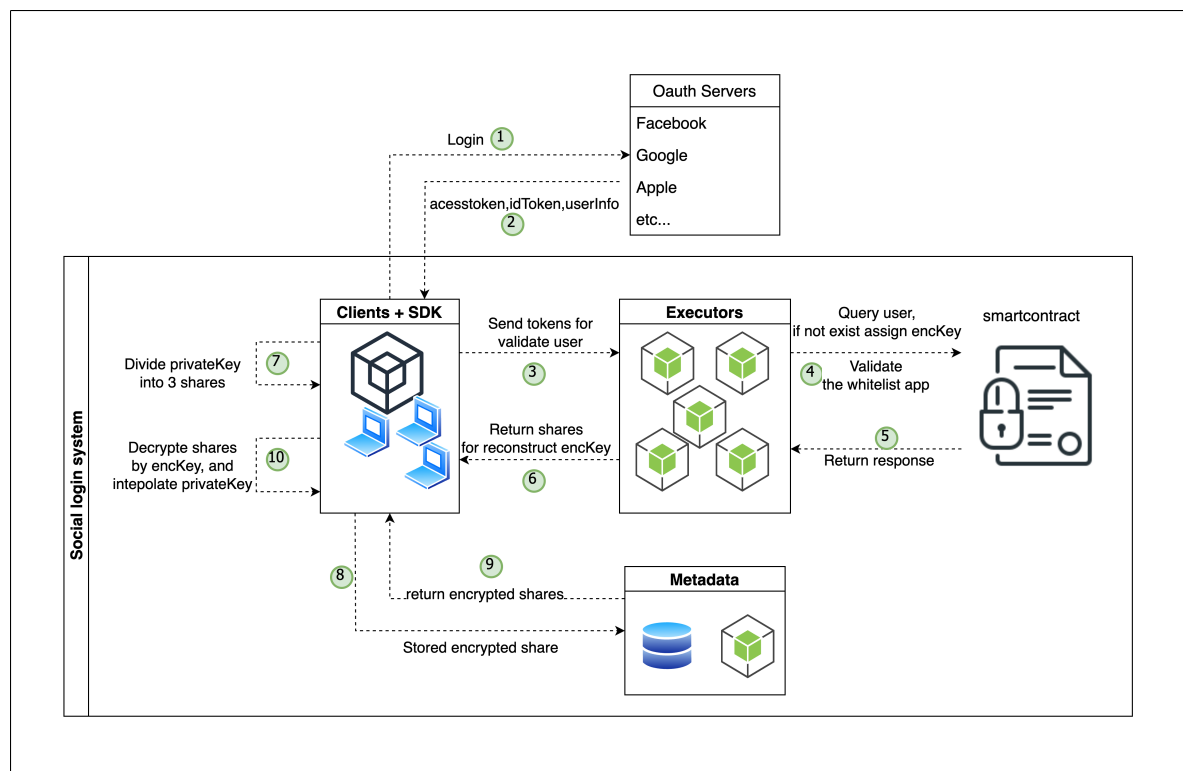 Oauth Servers
Facebook
Google
Apple
etc...
Login
1
acesstoken,idToken,userInfo
2
Social login system
Clients + SDK
Executors
smartcontract
Send tokens for
validate user
3
Query user,
if not exist assign encKey
4
Validate
the whitelist app
5
Return response
Return shares
for reconstruct encKey
6
7
Divide privateKey
into 3 shares
10
Decrypte shares
by encKey, and
intepolate privateKey
8
9
return encrypted shares
Stored encrypted share
Metadada